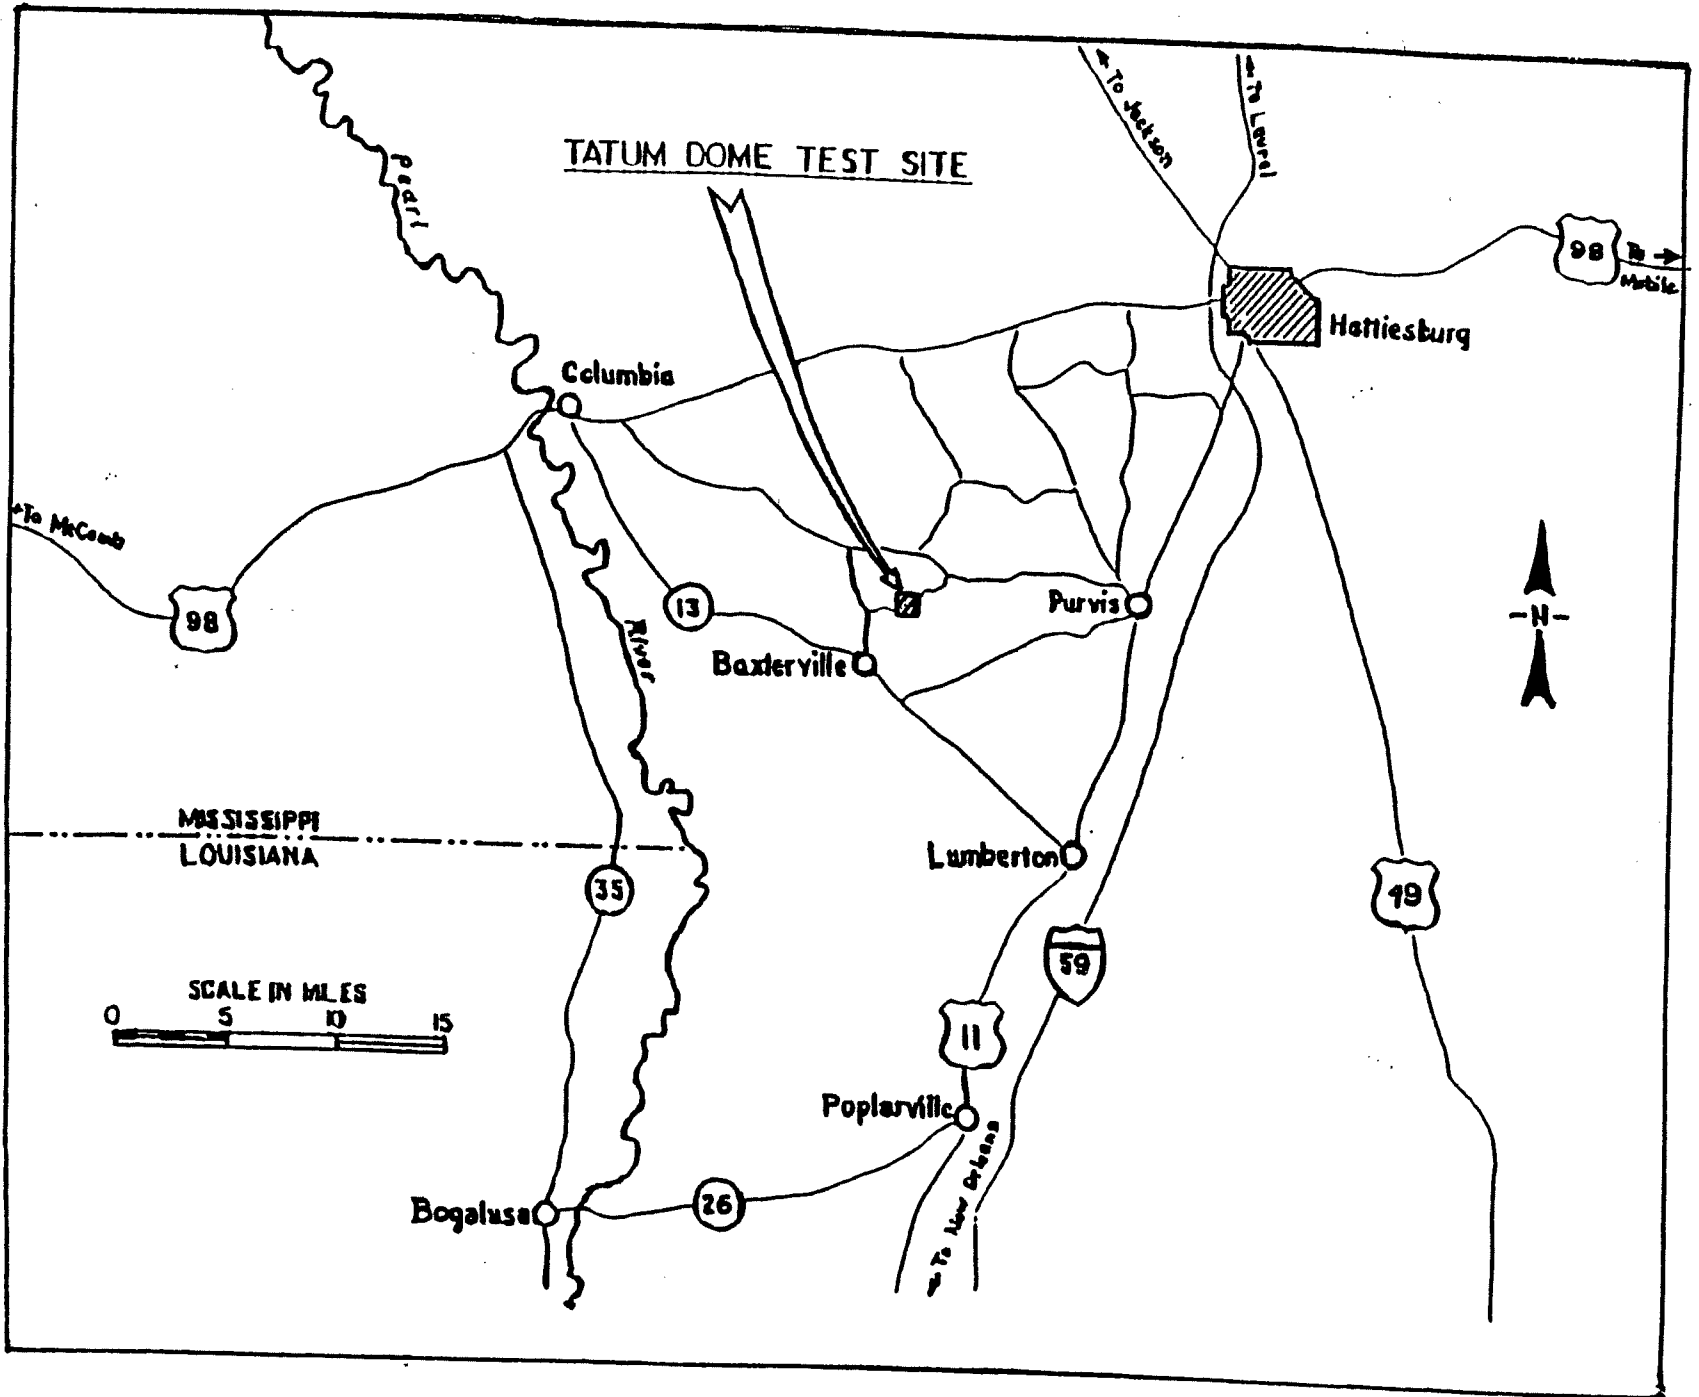 To Jackson
To Laurel
TATUM DOME TEST SITE
Pearl
98
To
Mobile
Hattiesburg
Columbia
To McComb
98
13
Purvis
-N-
River
Baxterville
MISSISSIPPI
LOUISIANA
Lumberton
35
49
59
SCALE IN MILES
0 5 10 15
11
Poplarville
To New Orleans
Bogalusa
26